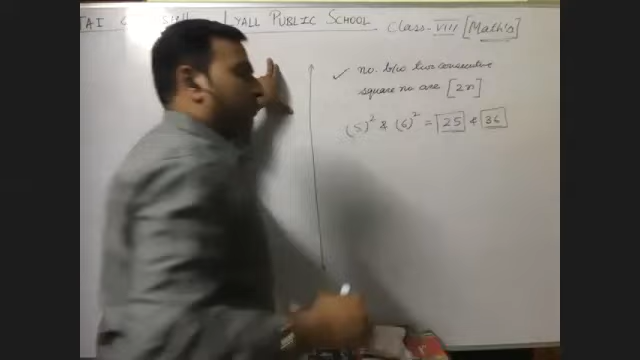 TAI
LYALL PUBLIC SCHOOL
Class- VIII [Math's]
✓ no. b/w two consecutive
square no are [2n]
(5)² & (6)² = 25 & 36